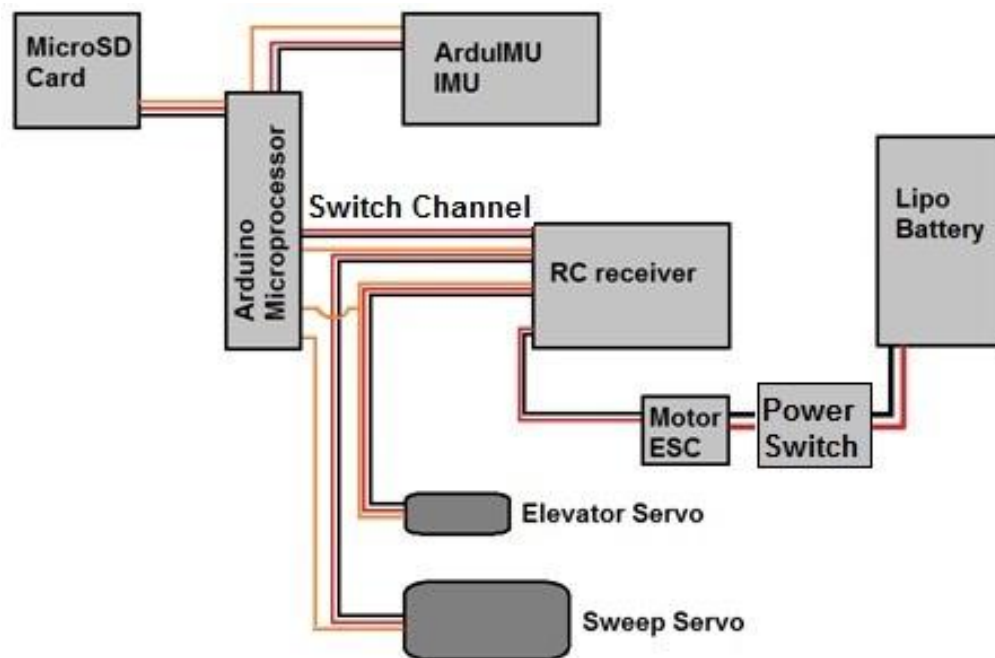 MicroSD
Card
ArduIMU
IMU
Arduino
Microprocessor
Switch Channel
RC receiver
Lipo
Battery
Motor
ESC
Power
Switch
Elevator Servo
Sweep Servo